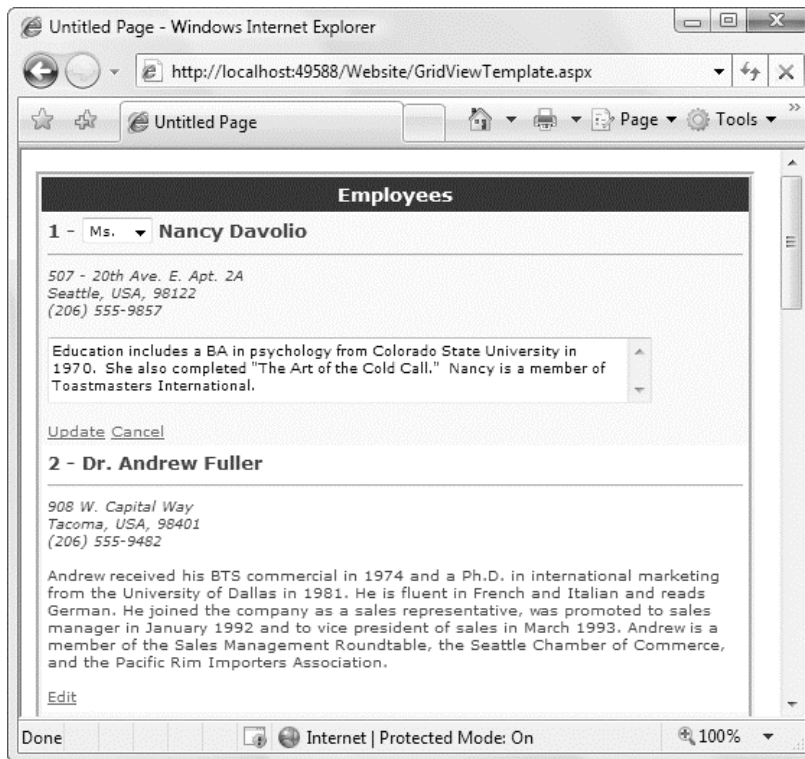 Untitled Page - Windows Internet Explorer
http://localhost:49588/Website/GridViewTemplate.aspx
Untitled Page
Page
Tools
»
Employees
1 - Ms. Nancy Davolio
507 - 20th Ave. E. Apt. 2A
Seattle, USA, 98122
(206) 555-9857
Education includes a BA in psychology from Colorado State University in
1970. She also completed "The Art of the Cold Call." Nancy is a member of
Toastmasters International.
Update Cancel
2 - Dr. Andrew Fuller
908 W. Capital Way
Tacoma, USA, 98401
(206) 555-9482
Andrew received his BTS commercial in 1974 and a Ph.D. in international marketing
from the University of Dallas in 1981. He is fluent in French and Italian and reads
German. He joined the company as a sales representative, was promoted to sales
manager in January 1992 and to vice president of sales in March 1993. Andrew is a
member of the Sales Management Roundtable, the Seattle Chamber of Commerce,
and the Pacific Rim Importers Association.
Edit
Done
Internet | Protected Mode: On
100%